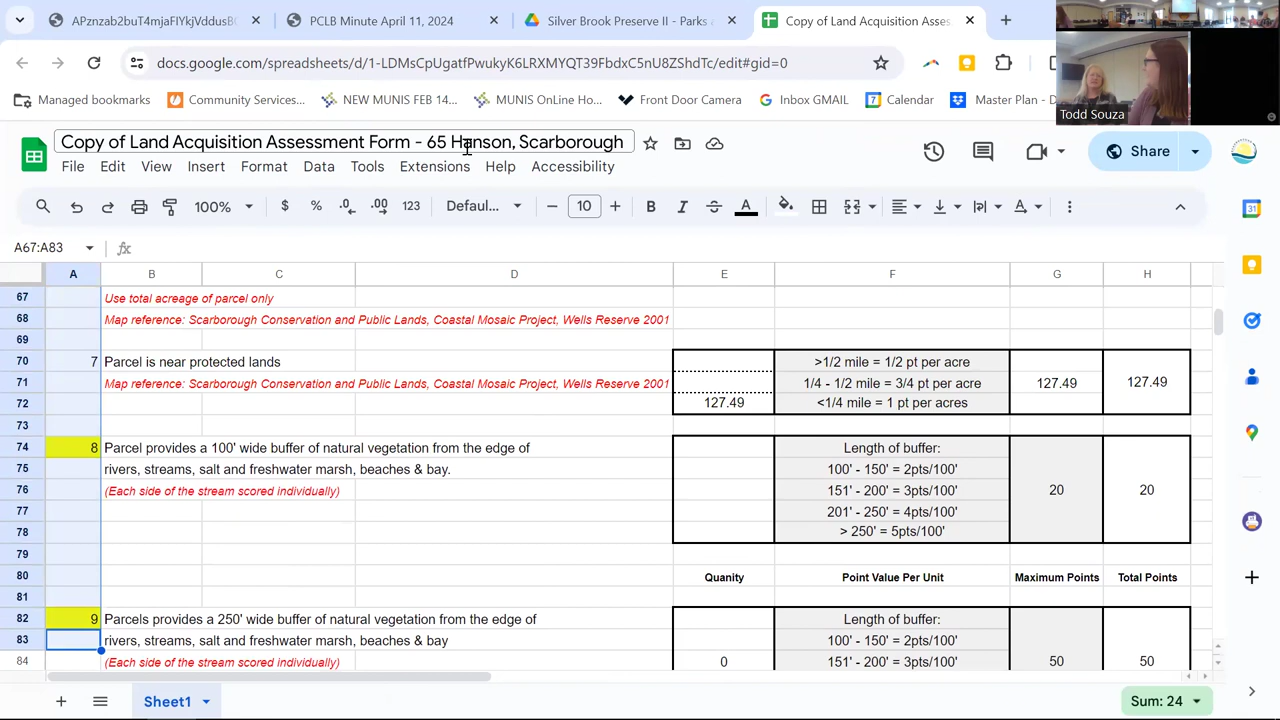 Apznzab2buT4mjaFIYkjVddusB
PCLB Minute April 11, 2024
Silver Brook Preserve II - Parks
Copy of Land Acquisition Asses
docs.google.com/spreadsheets/d/1-LDMsCpUgatfPwukyK6LRXMYQT39FbdxC5nU8ZShdTc/edit#gid=0
Managed bookmarks
Community Services...
NEW MUNIS FEB 14...
MUNIS OnLine Ho...
Front Door Camera
Inbox GMAIL
Calendar
Master Plan - D
Todd Souza
Copy of Land Acquisition Assessment Form - 65 Hanson, Scarborough
File Edit View Insert Format Data Tools Extensions Help Accessibility
Share
100% $ % .0 .00 123 Defaul... 10 B I S A
A67:A83 fx
A B C D E F G H
67 Use total acreage of parcel only
68 Map reference: Scarborough Conservation and Public Lands, Coastal Mosaic Project, Wells Reserve 2001
69
70 7 Parcel is near protected lands >1/2 mile = 1/2 pt per acre
71 Map reference: Scarborough Conservation and Public Lands, Coastal Mosaic Project, Wells Reserve 2001 1/4 - 1/2 mile = 3/4 pt per acre 127.49 127.49
72 127.49 <1/4 mile = 1 pt per acres
73
74 8 Parcel provides a 100' wide buffer of natural vegetation from the edge of Length of buffer:
75 rivers, streams, salt and freshwater marsh, beaches & bay. 100' - 150' = 2pts/100'
76 (Each side of the stream scored individually) 151' - 200' = 3pts/100' 20 20
77 201' - 250' = 4pts/100'
78 > 250' = 5pts/100'
79
80 Quanity Point Value Per Unit Maximum Points Total Points
81
82 9 Parcels provides a 250' wide buffer of natural vegetation from the edge of Length of buffer:
83 rivers, streams, salt and freshwater marsh, beaches & bay 100' - 150' = 2pts/100'
84 (Each side of the stream scored individually) 0 151' - 200' = 3pts/100' 50 50
Sheet1
Sum: 24